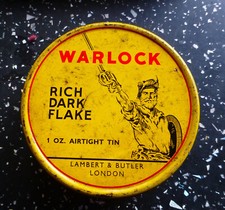 WARLOCK
RICH
DARK
FLAKE
1 OZ. AIRTIGHT TIN
LAMBERT & BUTLER
LONDON